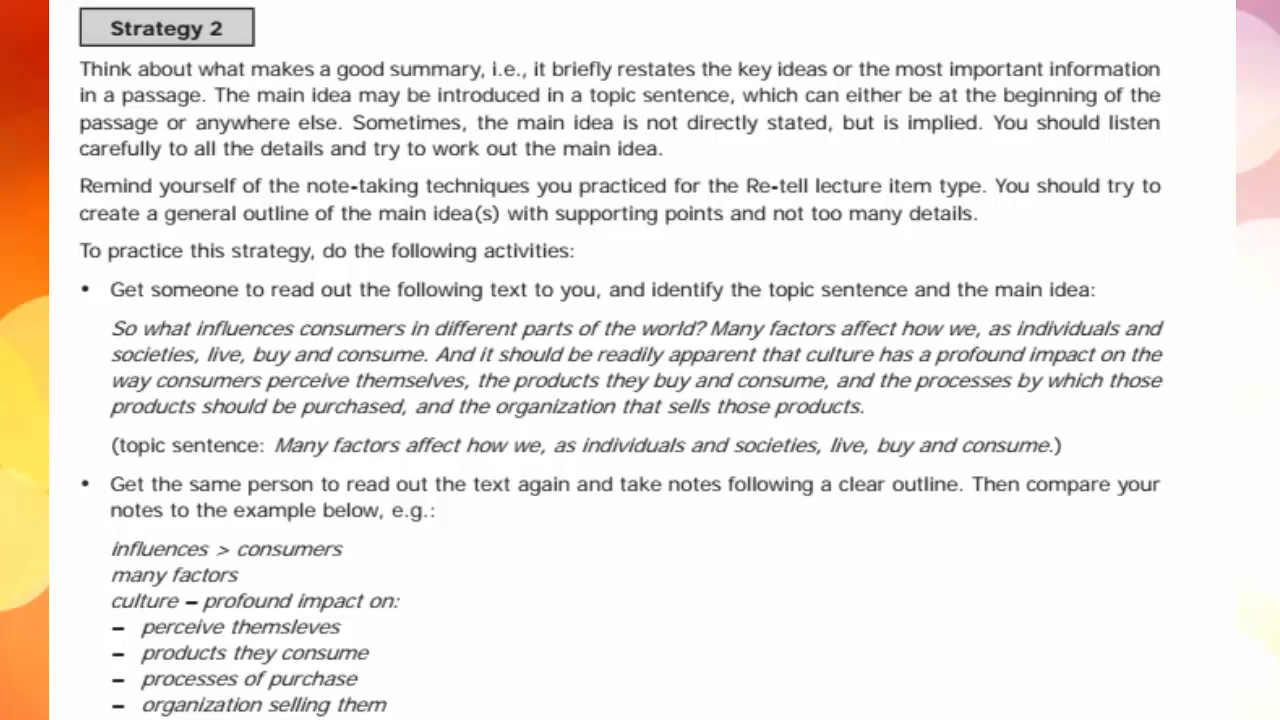 Strategy 2
Think about what makes a good summary, i.e., it briefly restates the key ideas or the most important information
in a passage. The main idea may be introduced in a topic sentence, which can either be at the beginning of the
passage or anywhere else. Sometimes, the main idea is not directly stated, but is implied. You should listen
carefully to all the details and try to work out the main idea.
Remind yourself of the note-taking techniques you practiced for the Re-tell lecture item type. You should try to
create a general outline of the main idea(s) with supporting points and not too many details.
To practice this strategy, do the following activities:
• Get someone to read out the following text to you, and identify the topic sentence and the main idea:
So what influences consumers in different parts of the world? Many factors affect how we, as individuals and
societies, live, buy and consume. And it should be readily apparent that culture has a profound impact on the
way consumers perceive themselves, the products they buy and consume, and the processes by which those
products should be purchased, and the organization that sells those products.
(topic sentence: Many factors affect how we, as individuals and societies, live, buy and consume.)
• Get the same person to read out the text again and take notes following a clear outline. Then compare your
notes to the example below, e.g.:
influences > consumers
many factors
culture – profound impact on:
– perceive themsleves
– products they consume
– processes of purchase
– organization selling them